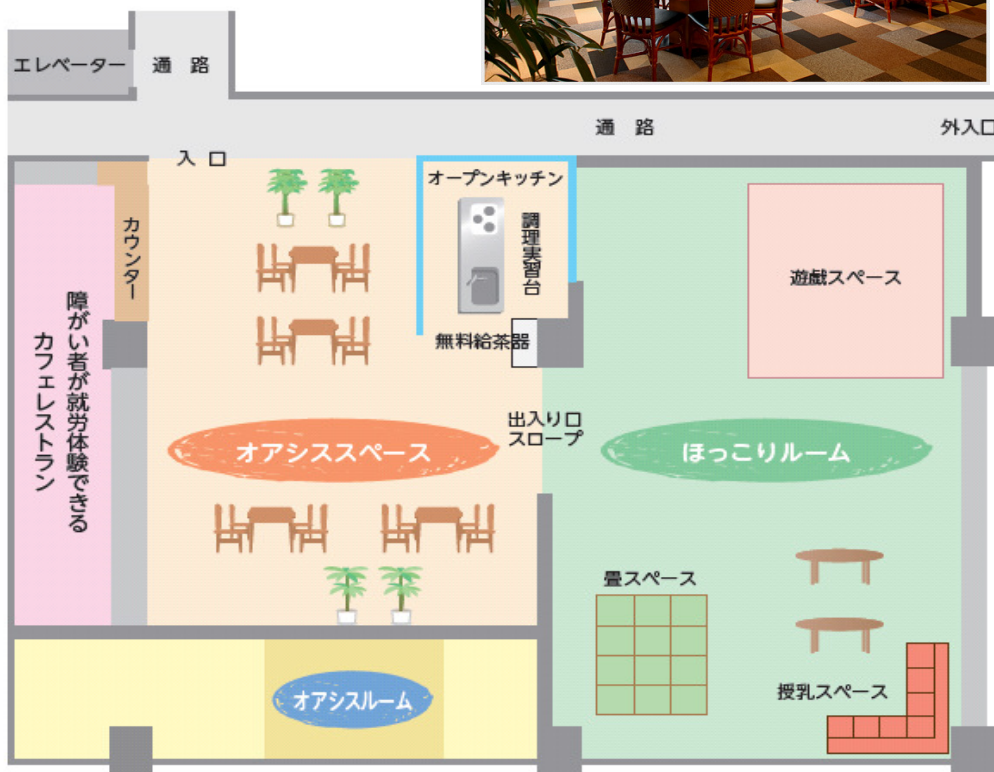 エレベーター
通 路
通 路
外入口
入 口
オープンキッチン
調理実習台
カウンター
遊戯スペース
障がい者が就労体験できる
カフェレストラン
無料給茶器
出入り口
スロープ
オアシススペース
ほっこりルーム
畳スペース
授乳スペース
オアシスルーム